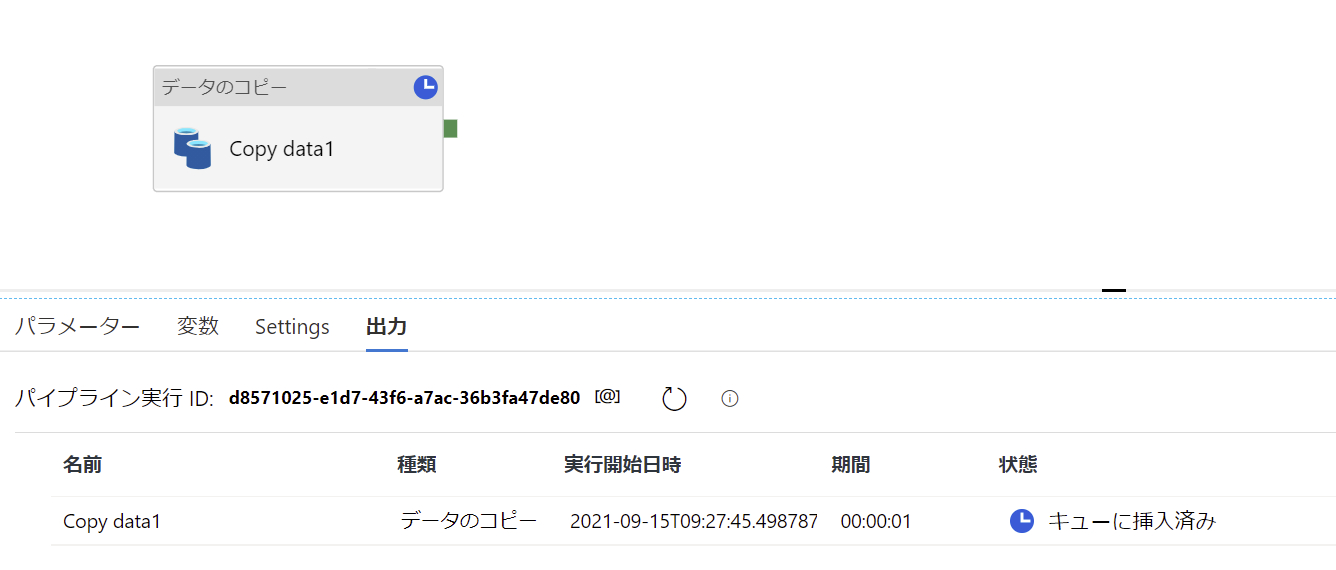 データのコピー
Copy data1
パラメーター 変数 Settings 出力
パイプライン実行 ID: d8571025-e1d7-43f6-a7ac-36b3fa47de80 [@]
名前 種類 実行開始日時 期間 状態
Copy data1 データのコピー 2021-09-15T09:27:45.498787 00:00:01 キューに挿入済み